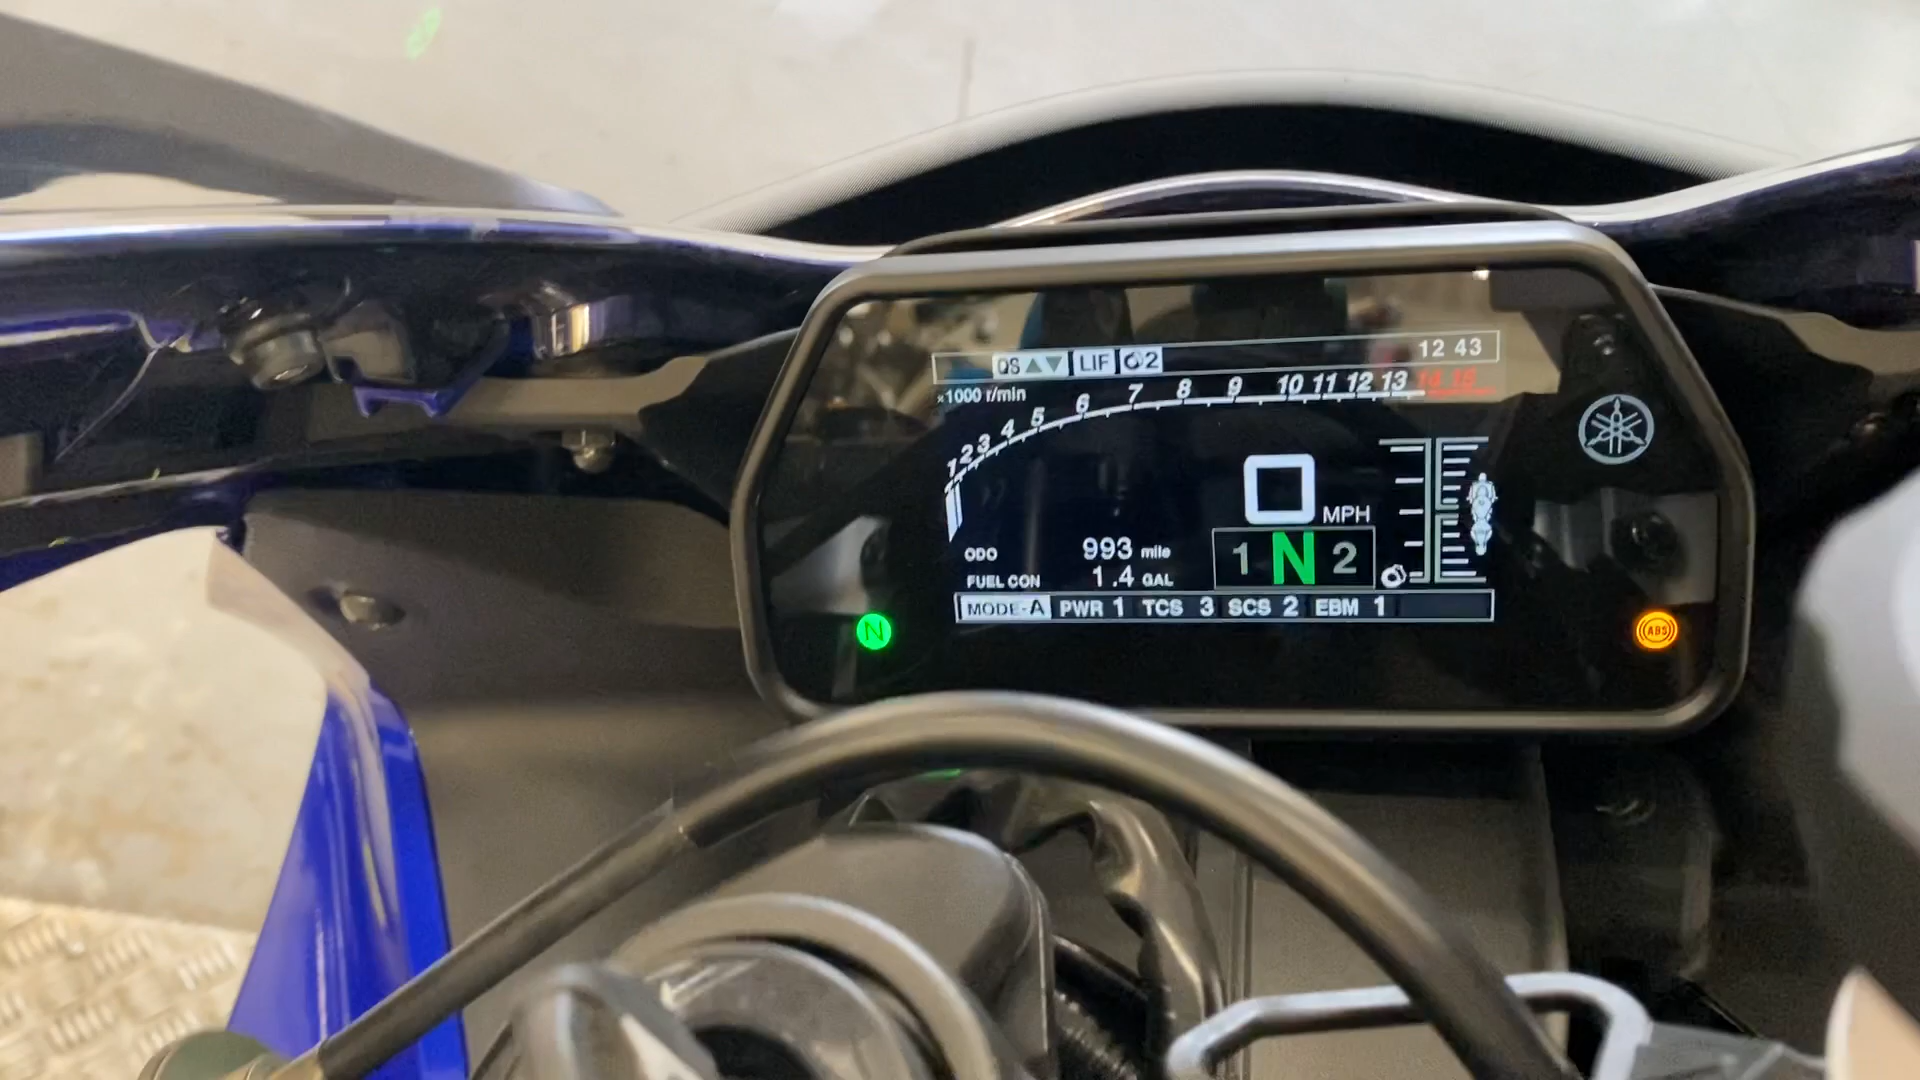 QS LIF 2 12 43
×1000 r/min
1 2 3 4 5 6 7 8 9 10 11 12 13 14 15
0 MPH
ODO 993 mile
1 N 2
FUEL CON 1.4 GAL
MODE-A PWR 1 TCS 3 SCS 2 EBM 1
N
ABS